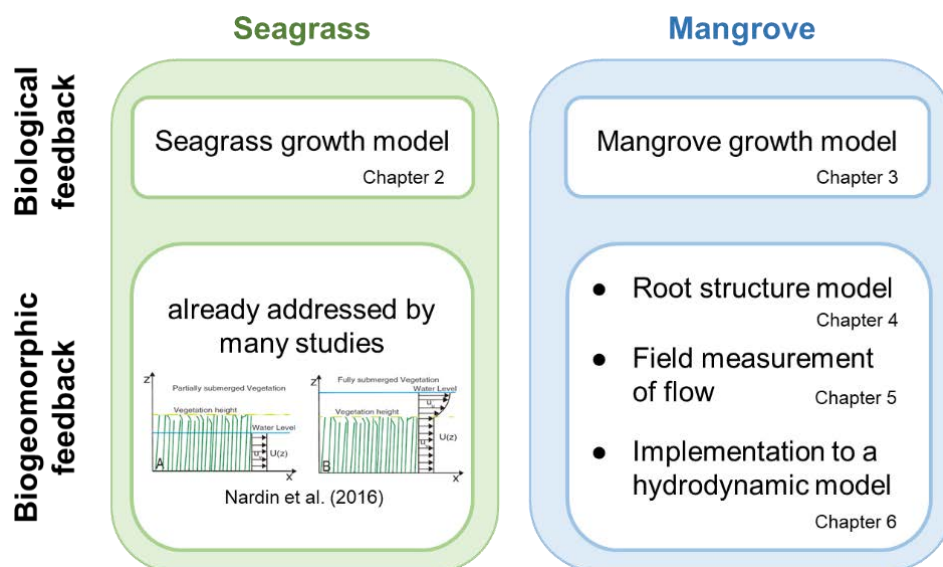 Seagrass
Mangrove
Biological
feedback
Seagrass growth model
Chapter 2
Mangrove growth model
Chapter 3
Biogeomorphic
feedback
already addressed by
many studies
Z
Partially submerged Vegetation
Vegetation height
Water Level
U(z)
A
x
Z
Fully submerged Vegetation
Water Level
Vegetation height
U(z)
B
x
Nardin et al. (2016)
● Root structure model
Chapter 4
● Field measurement
of flow
Chapter 5
● Implementation to a
hydrodynamic model
Chapter 6